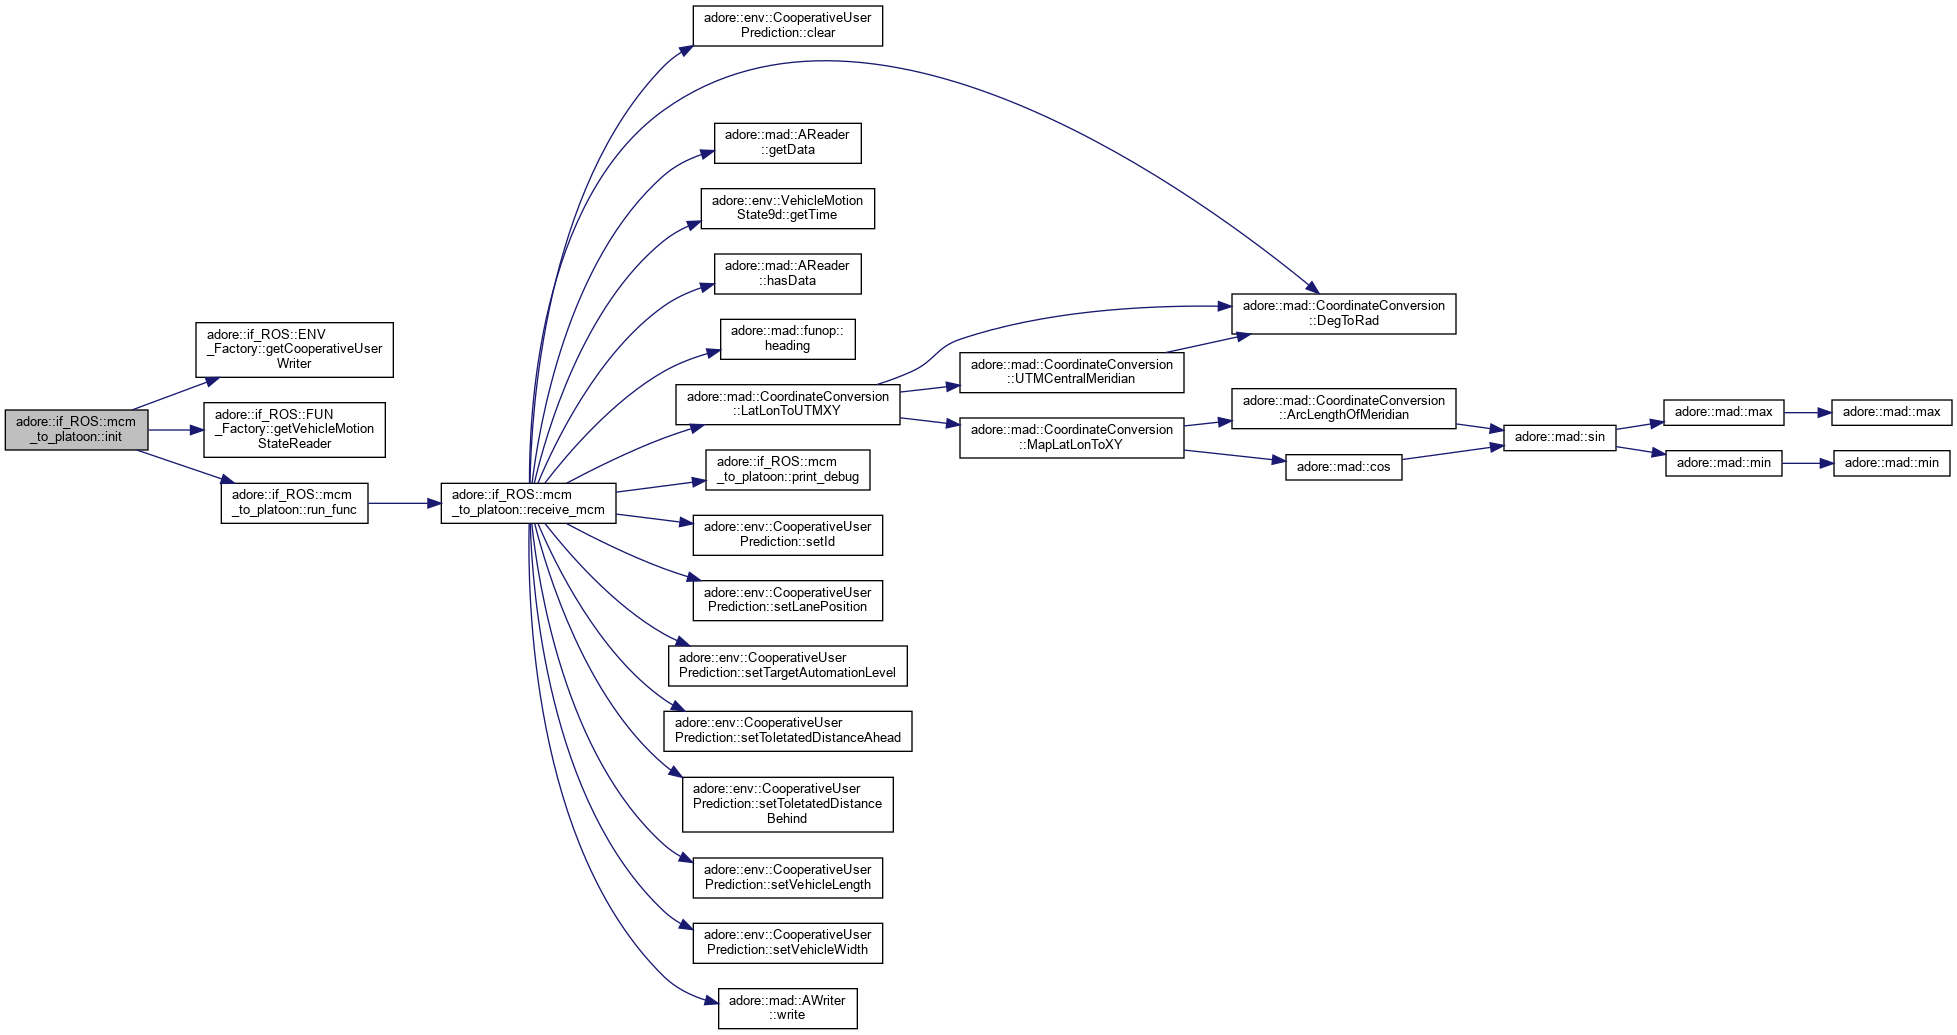 adore::if_ROS::mcm
_to_platoon::init
adore::if_ROS::ENV
_Factory::getCooperativeUser
Writer
adore::if_ROS::FUN
_Factory::getVehicleMotion
StateReader
adore::if_ROS::mcm
_to_platoon::run_func
adore::if_ROS::mcm
_to_platoon::receive_mcm
adore::env::CooperativeUser
Prediction::clear
adore::mad::AReader
::getData
adore::env::VehicleMotion
State9d::getTime
adore::mad::AReader
::hasData
adore::mad::funop::
heading
adore::mad::CoordinateConversion
::LatLonToUTMXY
adore::if_ROS::mcm
_to_platoon::print_debug
adore::env::CooperativeUser
Prediction::setId
adore::env::CooperativeUser
Prediction::setLanePosition
adore::env::CooperativeUser
Prediction::setTargetAutomationLevel
adore::env::CooperativeUser
Prediction::setToletatedDistanceAhead
adore::env::CooperativeUser
Prediction::setToletatedDistance
Behind
adore::env::CooperativeUser
Prediction::setVehicleLength
adore::env::CooperativeUser
Prediction::setVehicleWidth
adore::mad::AWriter
::write
adore::mad::CoordinateConversion
::UTMCentralMeridian
adore::mad::CoordinateConversion
::MapLatLonToXY
adore::mad::CoordinateConversion
::DegToRad
adore::mad::CoordinateConversion
::ArcLengthOfMeridian
adore::mad::cos
adore::mad::sin
adore::mad::max
adore::mad::min
adore::mad::max
adore::mad::min